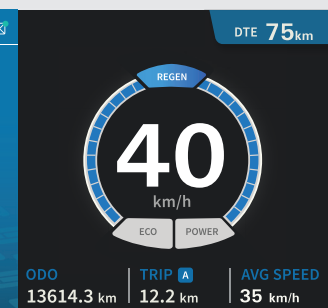 DTE 75km
REGEN
40
km/h
ECO POWER
ODO TRIP A AVG SPEED
13614.3 km 12.2 km 35 km/h